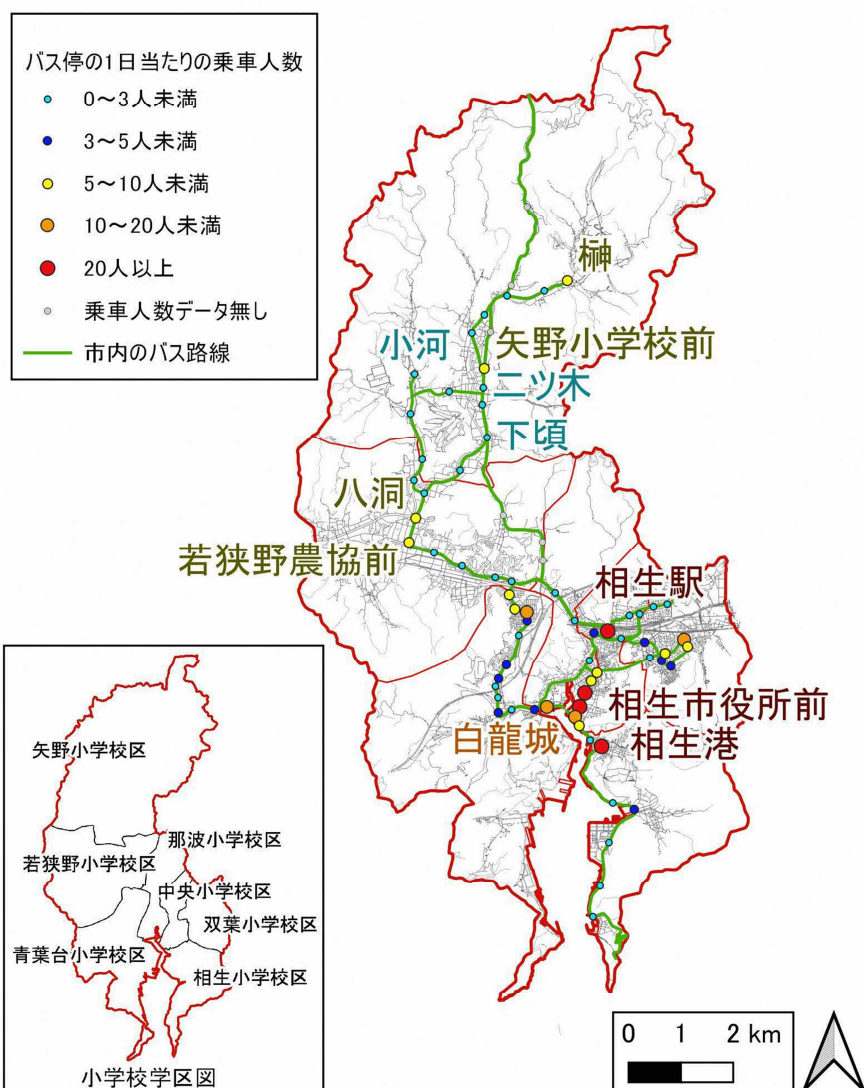 バス停の1日当たりの乗車人数
0～3人未満
3～5人未満
5～10人未満
10～20人未満
20人以上
乗車人数データ無し
市内のバス路線
榊
小河
矢野小学校前
二ツ木
下頃
八洞
若狭野農協前
相生駅
相生市役所前
白龍城
相生港
矢野小学校区
那波小学校区
若狭野小学校区
中央小学校区
双葉小学校区
青葉台小学校区
相生小学校区
小学校学区図
0 1 2 km